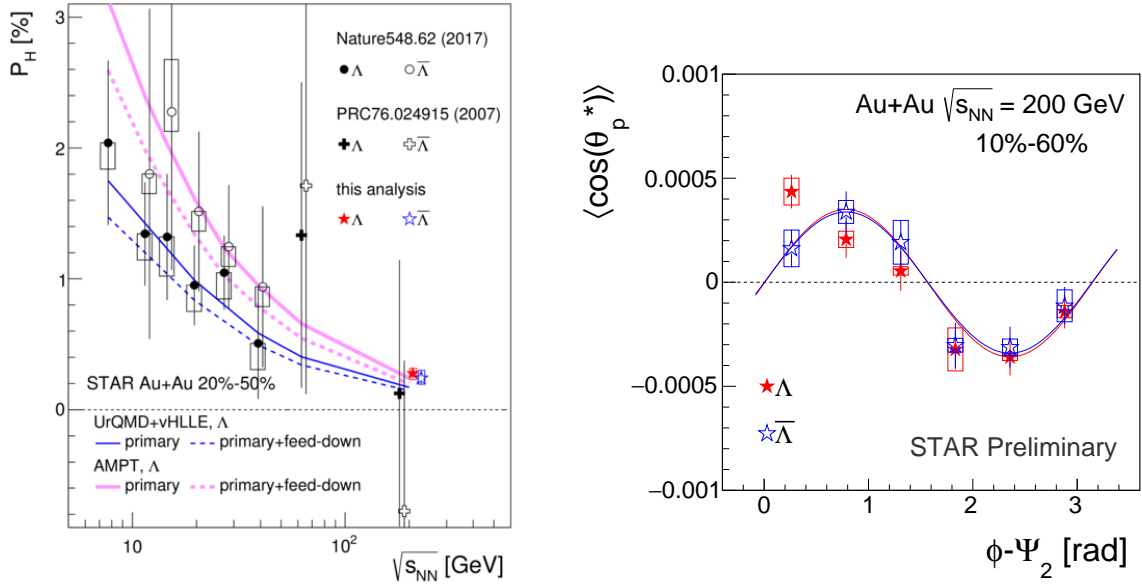 P_H [%]
3
2
1
0
Nature548.62 (2017)
Λ Λ̅
PRC76.024915 (2007)
Λ Λ̅
this analysis
Λ Λ̅
STAR Au+Au 20%-50%
UrQMD+vHLLE, Λ
primary primary+feed-down
AMPT, Λ
primary primary+feed-down
10 10²
√s_NN [GeV]
⟨cos(θ_p*)⟩
0.001
0.0005
0
−0.0005
−0.001
Au+Au √s_NN = 200 GeV
10%-60%
Λ
Λ̅
STAR Preliminary
0 1 2 3
ϕ-Ψ₂ [rad]